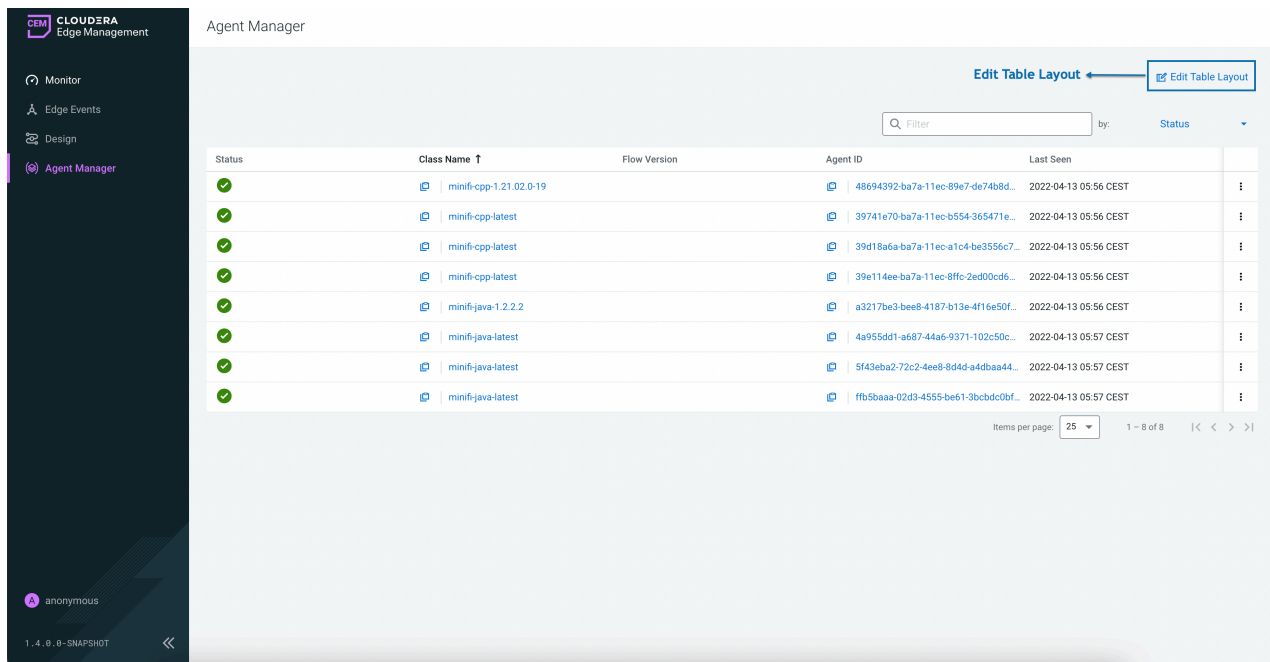 CEM CLOUDERA
Edge Management
Agent Manager
Monitor
Edge Events
Design
Agent Manager
Edit Table Layout
Edit Table Layout
Filter
by:
Status
Status Class Name ↑ Flow Version Agent ID Last Seen
minifi-cpp-1.21.02.0-19 48694392-ba7a-11ec-89e7-de74b8d... 2022-04-13 05:56 CEST
minifi-cpp-latest 39741e70-ba7a-11ec-b554-365471e... 2022-04-13 05:56 CEST
minifi-cpp-latest 39d18a6a-ba7a-11ec-a1c4-be3556c7... 2022-04-13 05:56 CEST
minifi-cpp-latest 39e114ee-ba7a-11ec-8ffc-2ed00cd6... 2022-04-13 05:56 CEST
minifi-java-1.2.2.2 a3217be3-bee8-4187-b13e-4f16e50f... 2022-04-13 05:56 CEST
minifi-java-latest 4a955dd1-a687-44a6-9371-102c50c... 2022-04-13 05:57 CEST
minifi-java-latest 5f43eba2-72c2-4ee8-8d4d-a4dbaa44... 2022-04-13 05:57 CEST
minifi-java-latest ffb5baaa-02d3-4555-be61-3bcbdc0bf... 2022-04-13 05:57 CEST
Items per page: 25 1 – 8 of 8
A anonymous
1.4.0.0-SNAPSHOT